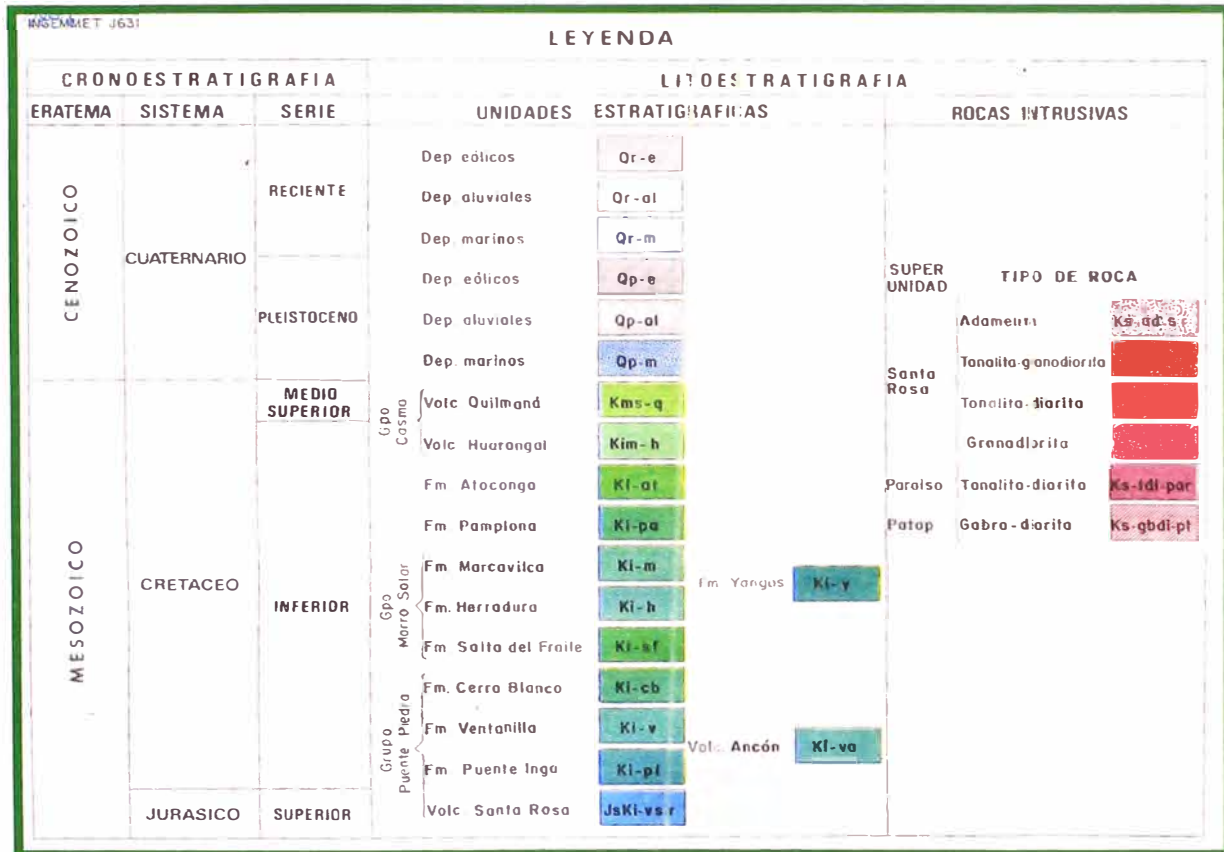 INGEMMET J631
LEYENDA
CRONOESTRATIGRAFIA LITOESTRATIGRAFIA
ERATEMA SISTEMA SERIE UNIDADES ESTRATIGRAFICAS ROCAS INTRUSIVAS
CENOZOICO
CUATERNARIO
RECIENTE
Dep eólicos Qr-e
Dep aluviales Qr-al
Dep. marinos Qr-m
PLEISTOCENO
Dep eólicos Qp-e
Dep aluviales Qp-al
Dep. marinos Qp-m
MESOZOICO
CRETACEO
MEDIO
SUPERIOR
Gpo
Casma
Volc Quilmaná Kms-q
Volc Huarangal Kim-h
INFERIOR
Fm Atoconga Ki-at
Fm Pamplona Ki-pa
Gpo
Morro Solar
Fm. Marcavilca Ki-m
Fm. Herradura Ki-h
Fm Salto del Fraile Ki-sf
Fm. Yangas Ki-y
Grupo
Puente Piedra
Fm. Cerro Blanco Ki-cb
Fm Ventanilla Ki-v
Fm. Puente Inga Ki-pi
Volc. Ancón Ki-va
JURASICO SUPERIOR Volc Santa Rosa JsKi-vsr
SUPER
UNIDAD
TIPO DE ROCA
Santa
Rosa
Ks-ad-s
Tonalita-granodiorita
Tonalita-diorita
Granodiorita
Paraiso Tonalita-diorita Ks-tdi-par
Patap Gabro-diorita Ks-gbdi-pt